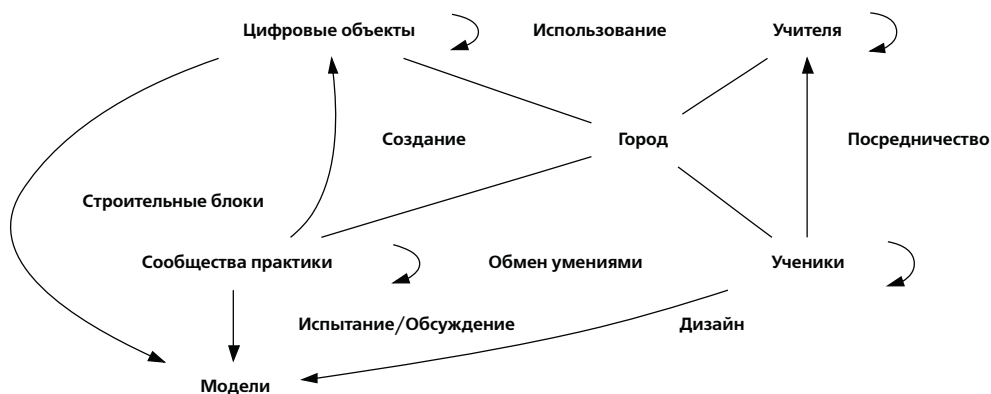 Цифровые объекты
Использование
Учителя
Создание
Город
Посредничество
Строительные блоки
Сообщества практики
Обмен умениями
Ученики
Испытание/Обсуждение
Дизайн
Модели